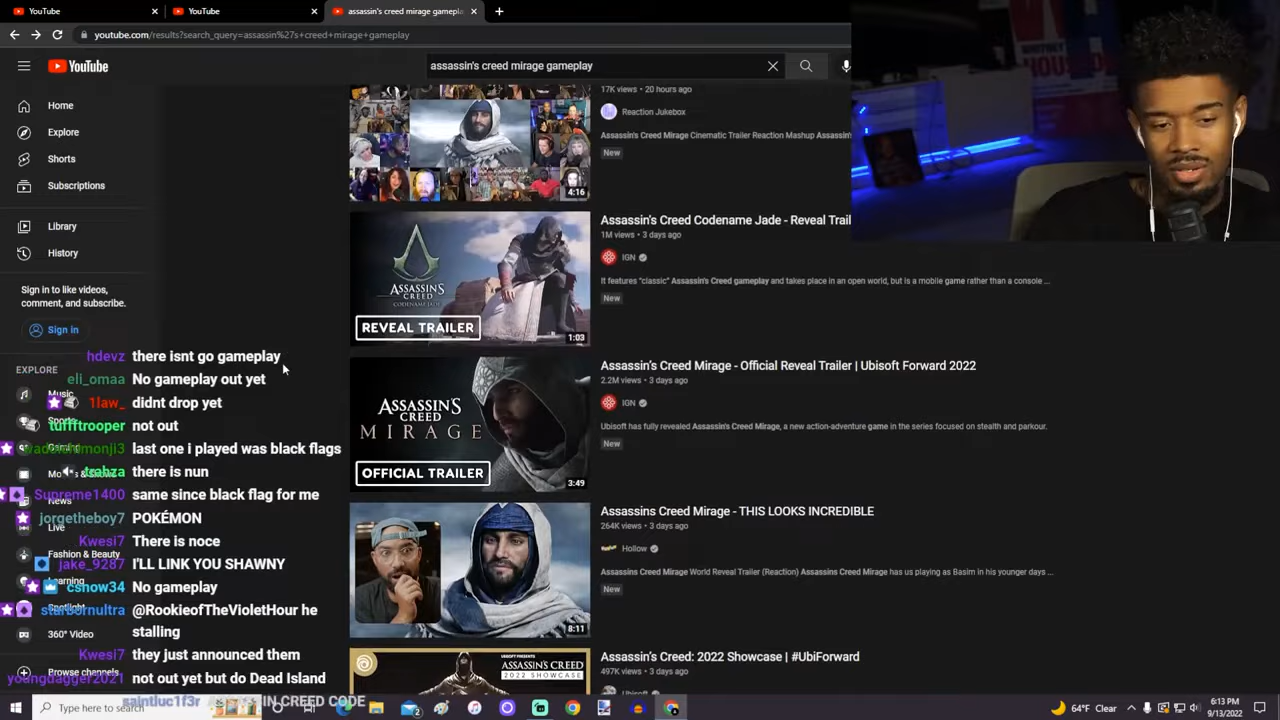 YouTube
YouTube
assassin's creed mirage gamepla
youtube.com/results?search_query=assassin%27s+creed+mirage+gameplay
YouTube
assassin's creed mirage gameplay
Home
Explore
Shorts
Subscriptions
Library
History
Sign in to like videos,
comment, and subscribe.
Sign in
EXPLORE
Music
News
Live
Fashion & Beauty
Learning
Spotlight
360° Video
Browse channels
hdevz there isnt go gameplay
eli_omaa No gameplay out yet
1law_ didnt drop yet
tufftrooper not out
last one i played was black flags
there is nun
Supreme1400 same since black flag for me
jorgetheboy7 POKÉMON
Kwesi7 There is noce
jake_9287 I'LL LINK YOU SHAWNY
cshow34 No gameplay
@RookieofTheVioletHour he
stalling
Kwesi7 they just announced them
youngdagger2021 not out yet but do Dead Island
saintluc1f3r ASSASSIN CREED CODE
4:16
17K views • 20 hours ago
Reaction Jukebox
Assassin's Creed Mirage Cinematic Trailer Reaction Mashup Assassin's
New
ASSASSIN'S
CREED
CODENAME JADE
REVEAL TRAILER
1:03
Assassin's Creed Codename Jade - Reveal Trail
1M views • 3 days ago
IGN
It features "classic" Assassin's Creed gameplay and takes place in an open world, but is a mobile game rather than a console ...
New
ASSASSIN'S
CREED
MIRAGE
OFFICIAL TRAILER
3:49
Assassin's Creed Mirage - Official Reveal Trailer | Ubisoft Forward 2022
2.2M views • 3 days ago
IGN
Ubisoft has fully revealed Assassin's Creed Mirage, a new action-adventure game in the series focused on stealth and parkour.
New
8:11
Assassins Creed Mirage - THIS LOOKS INCREDIBLE
264K views • 3 days ago
Hollow
Assassins Creed Mirage World Reveal Trailer (Reaction) Assassins Creed Mirage has us playing as Basim in his younger days ...
New
UBISOFT PRESENTS
ASSASSIN'S
CREED
2022 SHOWCASE
Assassin's Creed: 2022 Showcase | #UbiForward
497K views • 3 days ago
Ubisoft
Type here to search
2
64°F Clear
6:13 PM
9/13/2022